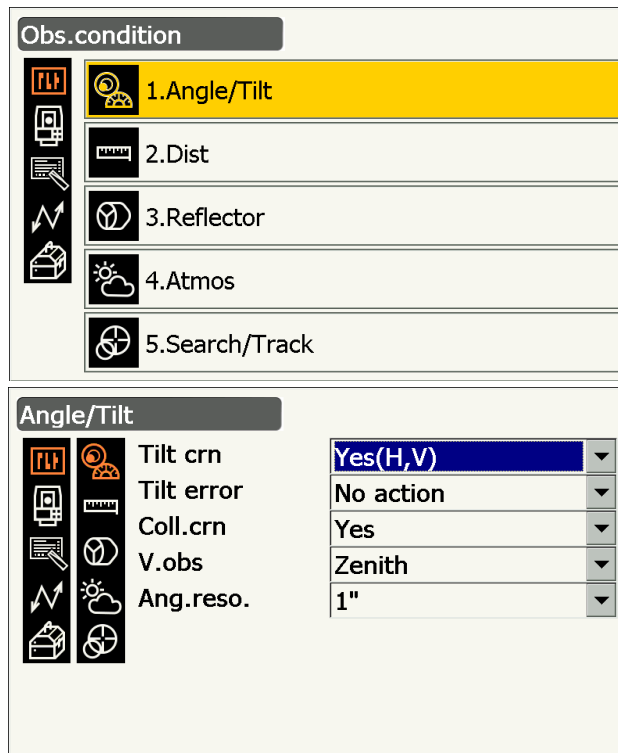 Obs.condition
1.Angle/Tilt
2.Dist
3.Reflector
4.Atmos
5.Search/Track
Angle/Tilt
Tilt crn Yes(H,V)
Tilt error No action
Coll.crn Yes
V.obs Zenith
Ang.reso. 1"